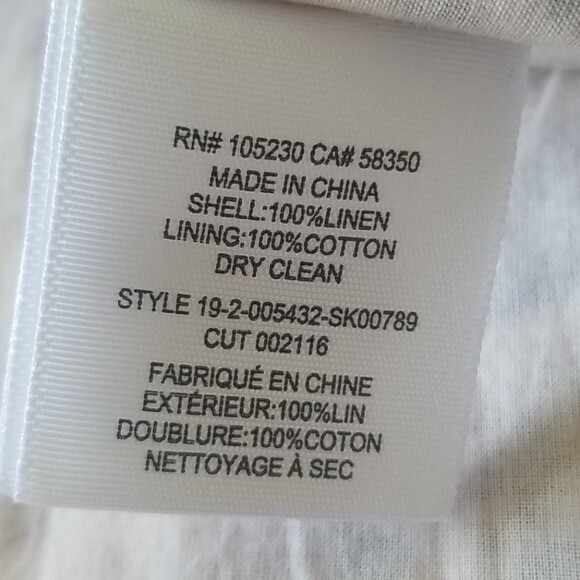 RN# 105230 CA# 58350
MADE IN CHINA
SHELL:100%LINEN
LINING:100%COTTON
DRY CLEAN
STYLE 19-2-005432-SK00789
CUT 002116
FABRIQUÉ EN CHINE
EXTÉRIEUR:100%LIN
DOUBLURE:100%COTON
NETTOYAGE À SEC